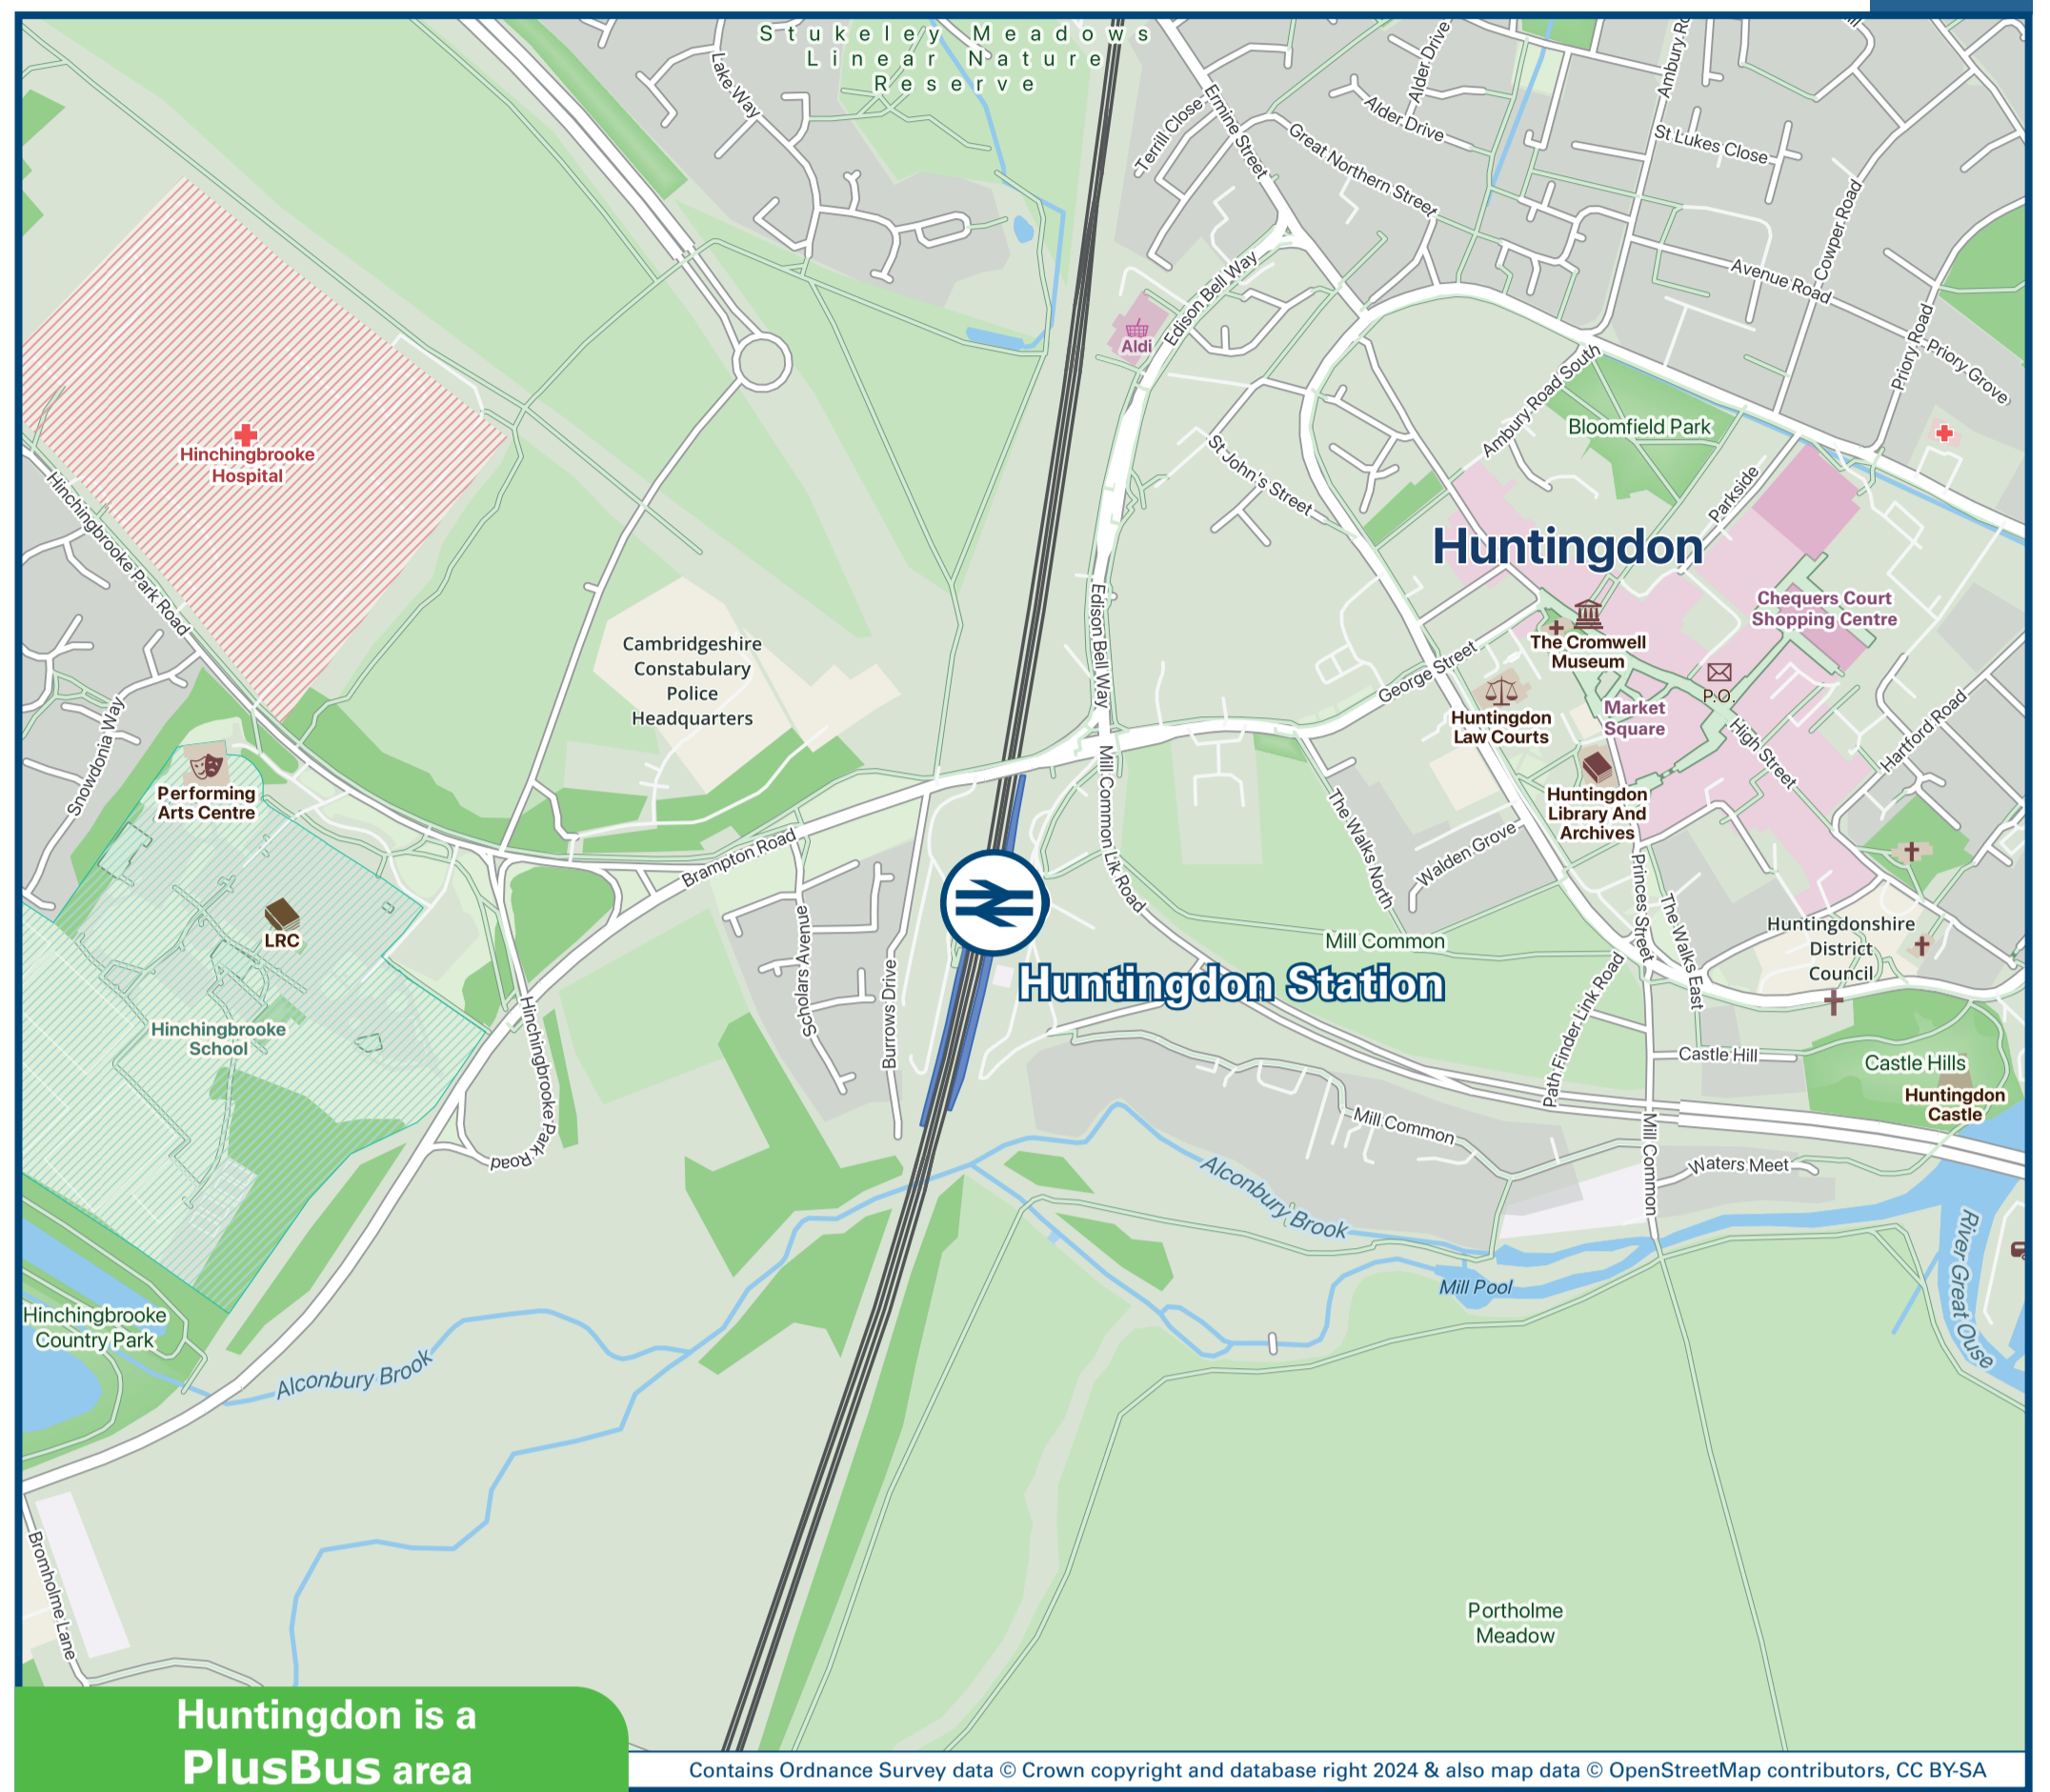 Stukeley Meadows
Linear Nature
Reserve
Lake Way
Terrill Close
Ermine Street
Great Northern Street
Alder Drive
Alder Drive
Ambury Ro
St Lukes Close
Cowper Road
Avenue Road
Priory Road
Priory Grove
Edison Bell Way
Aldi
Ambury Road South
Bloomfield Park
St John's Street
Parkside
Hinchingbrooke
Hospital
Hinchingbrooke Park Road
Huntingdon
Chequers Court
Shopping Centre
The Cromwell
Museum
P.O.
Market
Square
High Street
Hartford Road
George Street
Huntingdon
Law Courts
Huntingdon
Library And
Archives
Cambridgeshire
Constabulary
Police
Headquarters
Edison Bell Way
Snowdonia Way
Performing
Arts Centre
LRC
Brampton Road
Mill Common Lik Road
The Walks North
Walden Grove
Princes Street
The Walks East
Huntingdonshire
District
Council
Mill Common
Scholars Avenue
Burrows Drive
Huntingdon Station
Hinchingbrooke
School
Hinchingbrooke Park Road
Path Finder Link Road
Castle Hill
Castle Hills
Huntingdon
Castle
Mill Common
Mill Common
Waters Meet
Alconbury Brook
Mill Pool
River Great Ouse
Hinchingbrooke
Country Park
Alconbury Brook
Bromholme Lane
Portholme
Meadow
Huntingdon is a
PlusBus area
Contains Ordnance Survey data © Crown copyright and database right 2024 & also map data © OpenStreetMap contributors, CC BY-SA